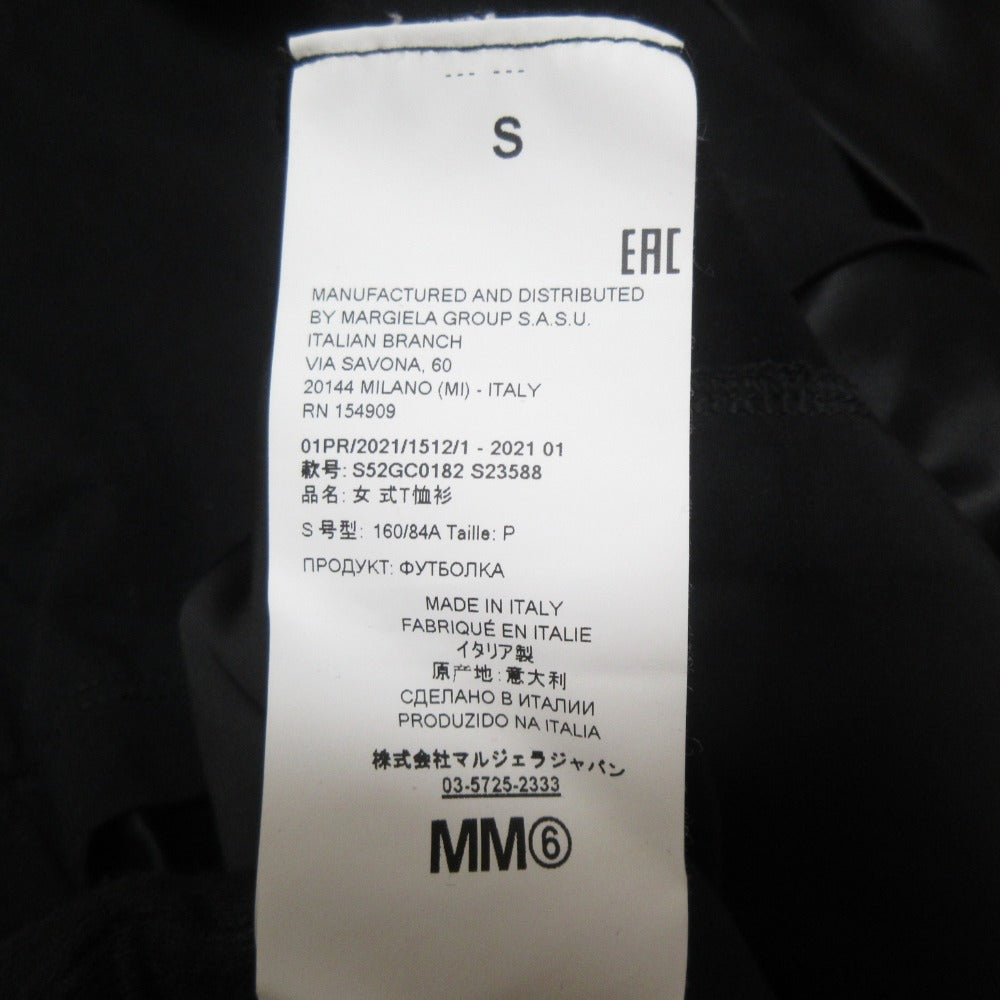 --- ---
S
EAC
MANUFACTURED AND DISTRIBUTED
BY MARGIELA GROUP S.A.S.U.
ITALIAN BRANCH
VIA SAVONA, 60
20144 MILANO (MI) - ITALY
RN 154909
01PR/2021/1512/1 - 2021 01
款号: S52GC0182 S23588
品名: 女 式T恤衫
S 号型: 160/84A Taille: P
ПРОДУКТ: ФУТБОЛКА
MADE IN ITALY
FABRIQUÉ EN ITALIE
イタリア製
原产地: 意大利
СДЕЛАНО В ИТАЛИИ
PRODUZIDO NA ITALIA
株式会社マルジェラジャパン
03-5725-2333
MM⑥